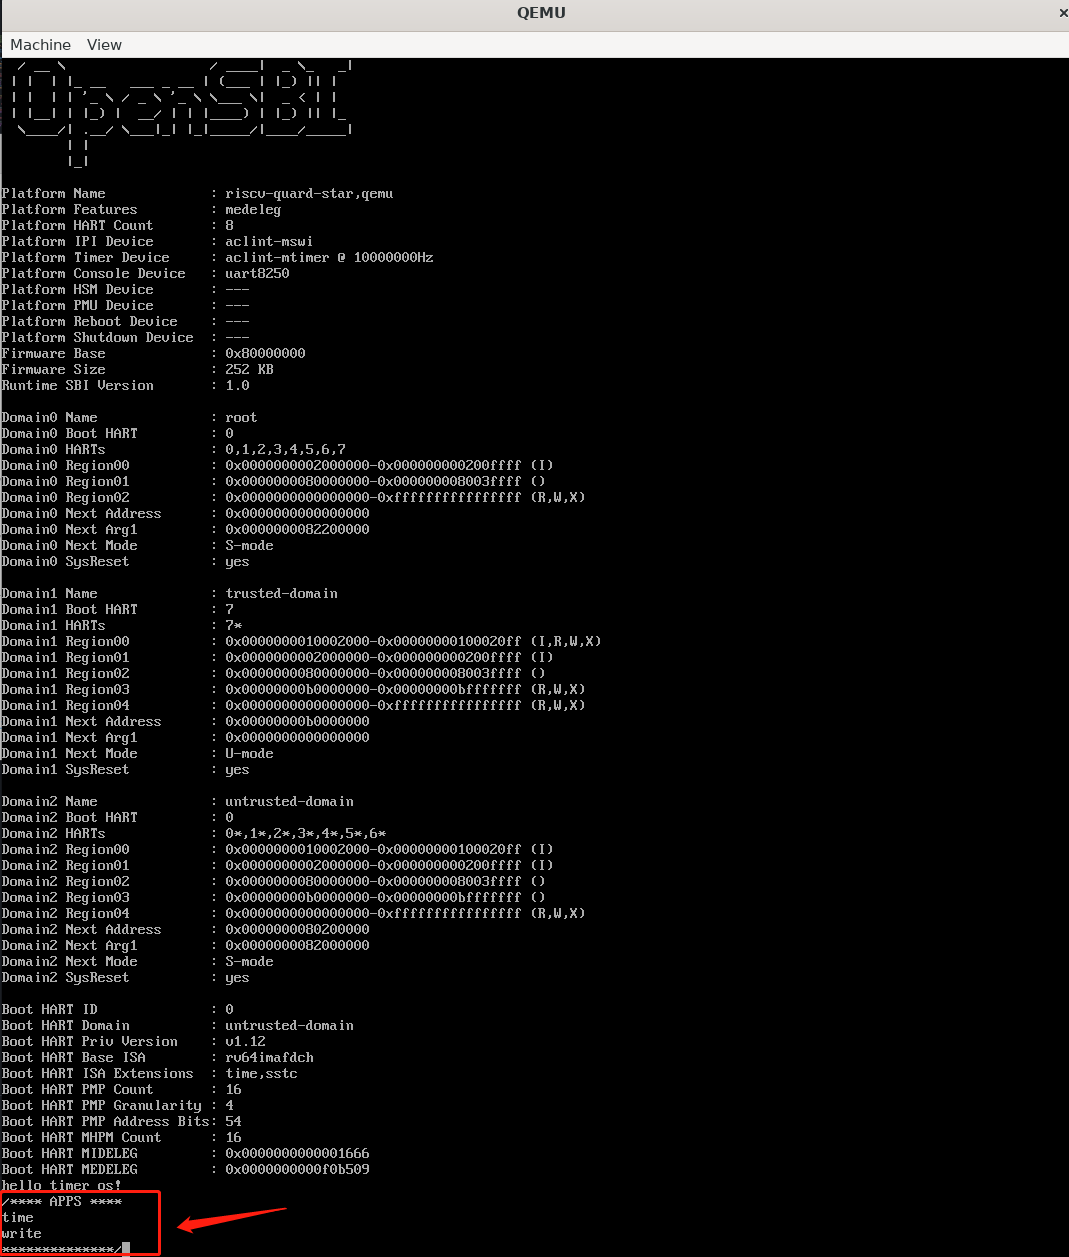 QEMU ×
Machine View
OpenSBI
Platform Name : riscv-quard-star,qemu
Platform Features : medeleg
Platform HART Count : 8
Platform IPI Device : aclint-mswi
Platform Timer Device : aclint-mtimer @ 10000000Hz
Platform Console Device : uart8250
Platform HSM Device : ---
Platform PMU Device : ---
Platform Reboot Device : ---
Platform Shutdown Device : ---
Firmware Base : 0x80000000
Firmware Size : 252 KB
Runtime SBI Version : 1.0
Domain0 Name : root
Domain0 Boot HART : 0
Domain0 HARTs : 0,1,2,3,4,5,6,7
Domain0 Region00 : 0x0000000002000000-0x000000000200ffff (I)
Domain0 Region01 : 0x0000000080000000-0x000000008003ffff ()
Domain0 Region02 : 0x0000000000000000-0xffffffffffffffff (R,W,X)
Domain0 Next Address : 0x0000000000000000
Domain0 Next Arg1 : 0x0000000082200000
Domain0 Next Mode : S-mode
Domain0 SysReset : yes
Domain1 Name : trusted-domain
Domain1 Boot HART : 7
Domain1 HARTs : 7*
Domain1 Region00 : 0x0000000010002000-0x00000000100020ff (I,R,W,X)
Domain1 Region01 : 0x0000000002000000-0x000000000200ffff (I)
Domain1 Region02 : 0x0000000080000000-0x000000008003ffff ()
Domain1 Region03 : 0x00000000b0000000-0x00000000bfffffff (R,W,X)
Domain1 Region04 : 0x0000000000000000-0xffffffffffffffff (R,W,X)
Domain1 Next Address : 0x00000000b0000000
Domain1 Next Arg1 : 0x0000000000000000
Domain1 Next Mode : U-mode
Domain1 SysReset : yes
Domain2 Name : untrusted-domain
Domain2 Boot HART : 0
Domain2 HARTs : 0*,1*,2*,3*,4*,5*,6*
Domain2 Region00 : 0x0000000010002000-0x00000000100020ff (I)
Domain2 Region01 : 0x0000000002000000-0x000000000200ffff (I)
Domain2 Region02 : 0x0000000080000000-0x000000008003ffff ()
Domain2 Region03 : 0x00000000b0000000-0x00000000bfffffff ()
Domain2 Region04 : 0x0000000000000000-0xffffffffffffffff (R,W,X)
Domain2 Next Address : 0x0000000080200000
Domain2 Next Arg1 : 0x0000000082000000
Domain2 Next Mode : S-mode
Domain2 SysReset : yes
Boot HART ID : 0
Boot HART Domain : untrusted-domain
Boot HART Priv Version : v1.12
Boot HART Base ISA : rv64imafdch
Boot HART ISA Extensions : time,sstc
Boot HART PMP Count : 16
Boot HART PMP Granularity : 4
Boot HART PMP Address Bits: 54
Boot HART MHPM Count : 16
Boot HART MIDELEG : 0x0000000000001666
Boot HART MEDELEG : 0x0000000000f0b509
hello timer os!
/**** APPS ****
time
write
**************/